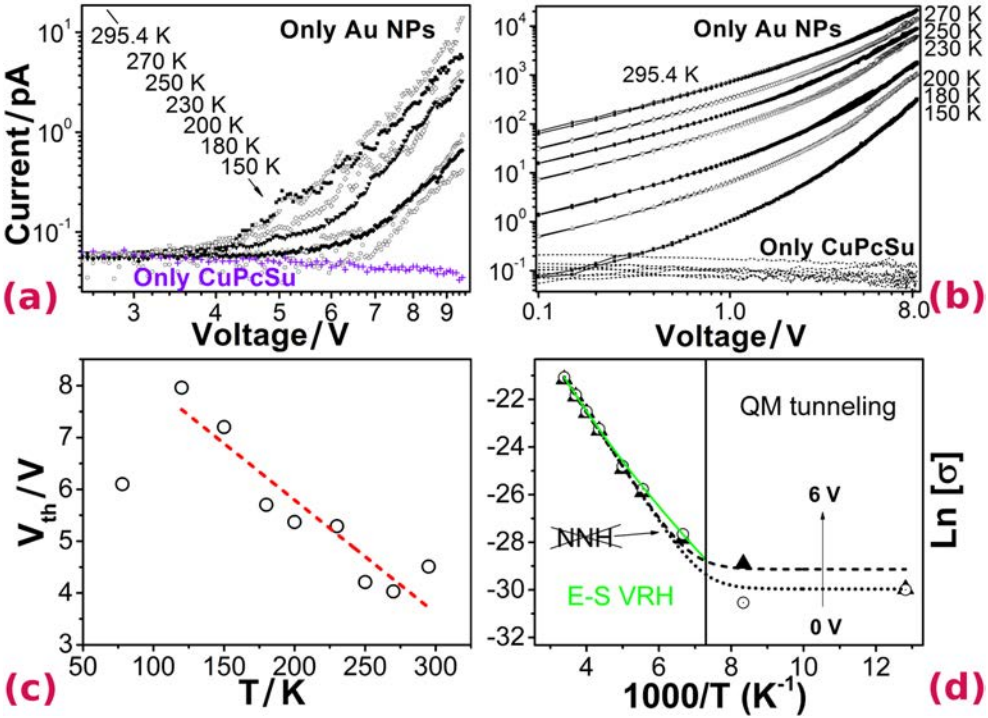 295.4 K
270 K
250 K
230 K
200 K
180 K
150 K
Only Au NPs
Only CuPcSu
10¹
10⁰
10⁻¹
Current/pA
3
4
5
6
7
8
9
Voltage/V
(a)
Only Au NPs
295.4 K
270 K
250 K
230 K
200 K
180 K
150 K
Only CuPcSu
10⁴
10³
10²
10¹
10⁰
10⁻¹
0.1
1.0
8.0
Voltage/V
(b)
8
7
6
5
4
3
Vth/V
50
100
150
200
250
300
T/K
(c)
-22
-24
-26
-28
-30
-32
QM tunneling
6 V
0 V
NNH
E-S VRH
Ln [σ]
4
6
8
10
12
1000/T (K⁻¹)
(d)